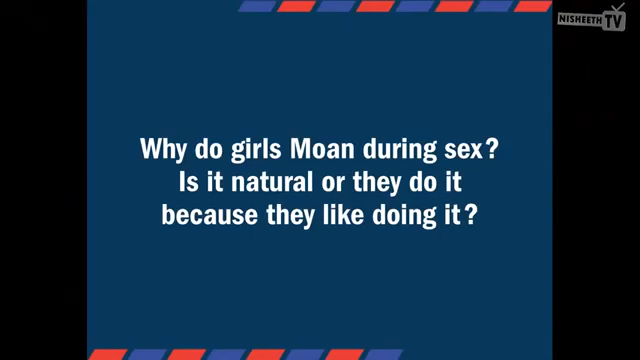 NISHEETH TV
Why do girls Moan during sex?
Is it natural or they do it
because they like doing it?